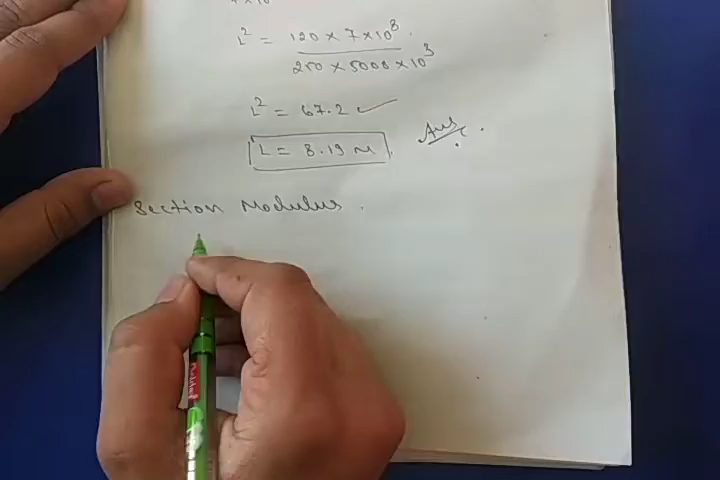 L² = 120 × 7 × 10⁸
250 × 5000 × 10³
L² = 67.2 ✓
L = 8.19 M. Ans.
Section Modulus.